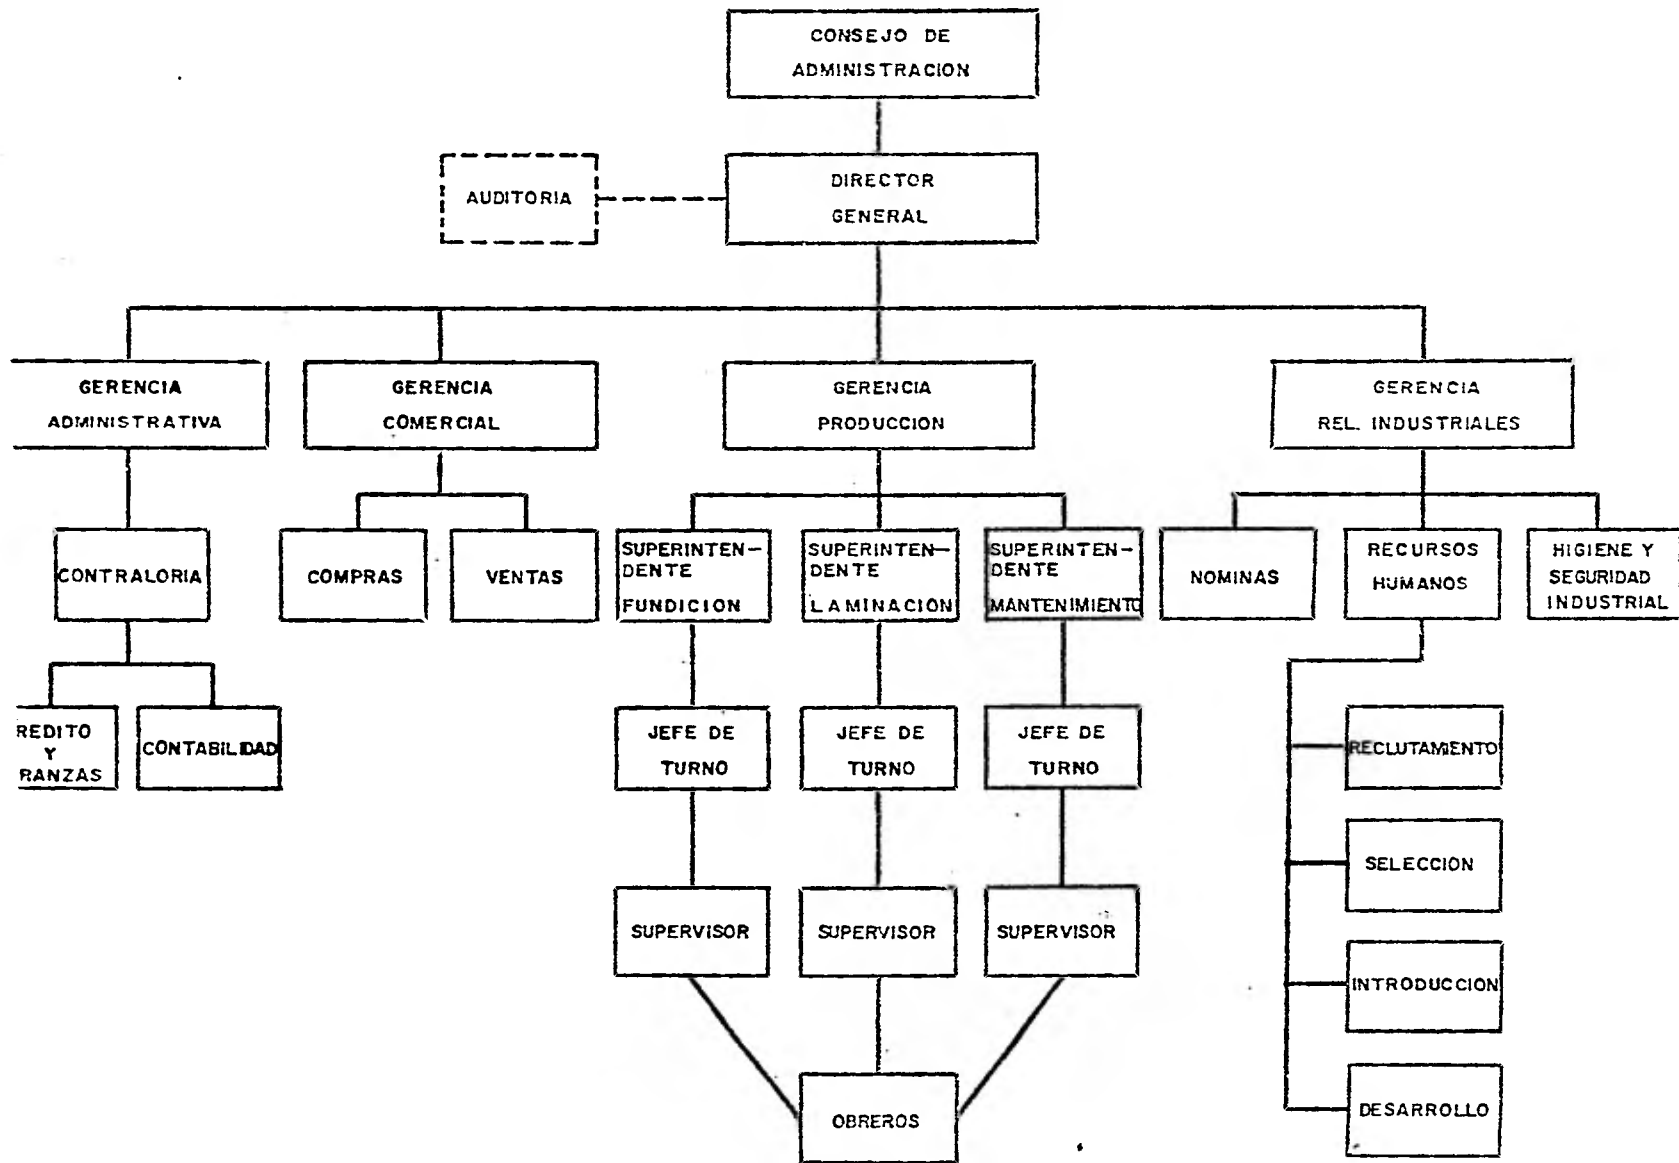 CONSEJO DE
ADMINISTRACION
AUDITORIA
DIRECTOR
GENERAL
GERENCIA
ADMINISTRATIVA
GERENCIA
COMERCIAL
GERENCIA
PRODUCCION
GERENCIA
REL. INDUSTRIALES
CONTRALORIA
COMPRAS
VENTAS
SUPERINTEN-
DENTE
FUNDICION
SUPERINTEN-
DENTE
LAMINACION
SUPERINTEN-
DENTE
MANTENIMIENTO
NOMINAS
RECURSOS
HUMANOS
HIGIENE Y
SEGURIDAD
INDUSTRIAL
REDITO
Y
RANZAS
CONTABILIDAD
JEFE DE
TURNO
JEFE DE
TURNO
JEFE DE
TURNO
RECLUTAMIENTO
SELECCION
SUPERVISOR
SUPERVISOR
SUPERVISOR
INTRODUCCION
OBREROS
DESARROLLO